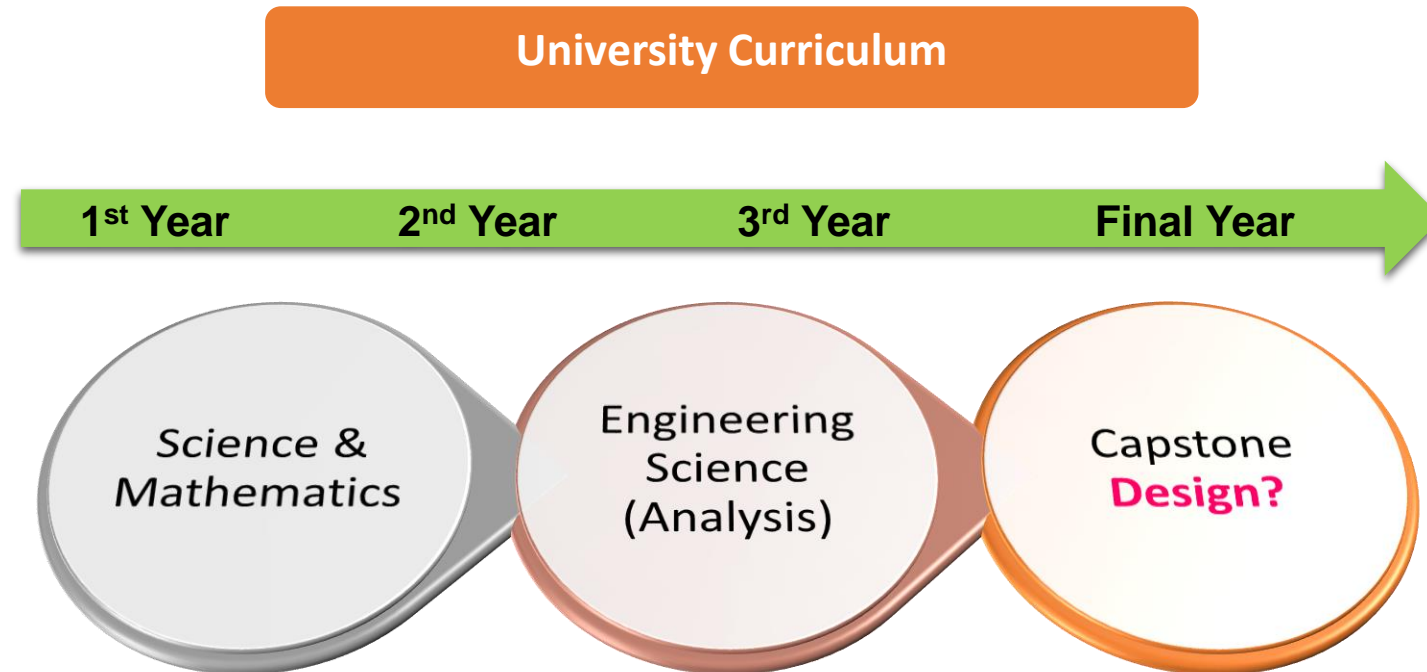 University Curriculum
1st Year 2nd Year 3rd Year Final Year
Science &
Mathematics
Engineering
Science
(Analysis)
Capstone
Design?